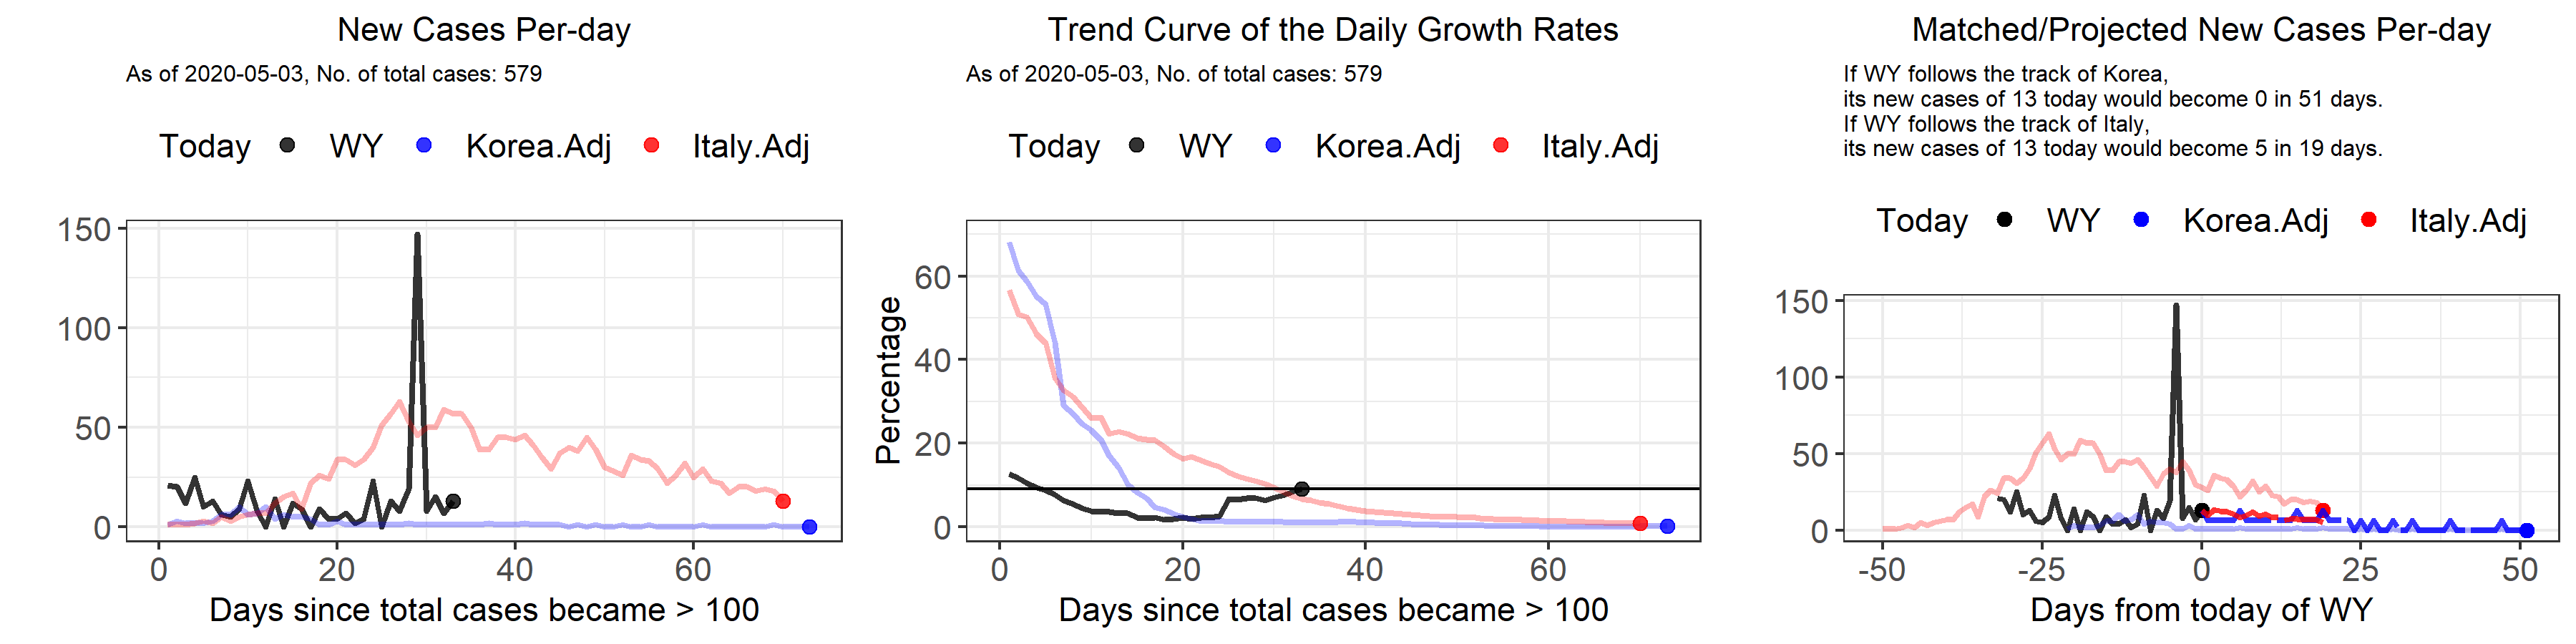 New Cases Per-day
As of 2020-05-03, No. of total cases: 579
Today WY Korea.Adj Italy.Adj
150
100
50
0
0 20 40 60
Days since total cases became > 100
Trend Curve of the Daily Growth Rates
As of 2020-05-03, No. of total cases: 579
Today WY Korea.Adj Italy.Adj
Percentage
60
40
20
0
0 20 40 60
Days since total cases became > 100
Matched/Projected New Cases Per-day
If WY follows the track of Korea,
its new cases of 13 today would become 0 in 51 days.
If WY follows the track of Italy,
its new cases of 13 today would become 5 in 19 days.
Today WY Korea.Adj Italy.Adj
150
100
50
0
-50 -25 0 25 50
Days from today of WY